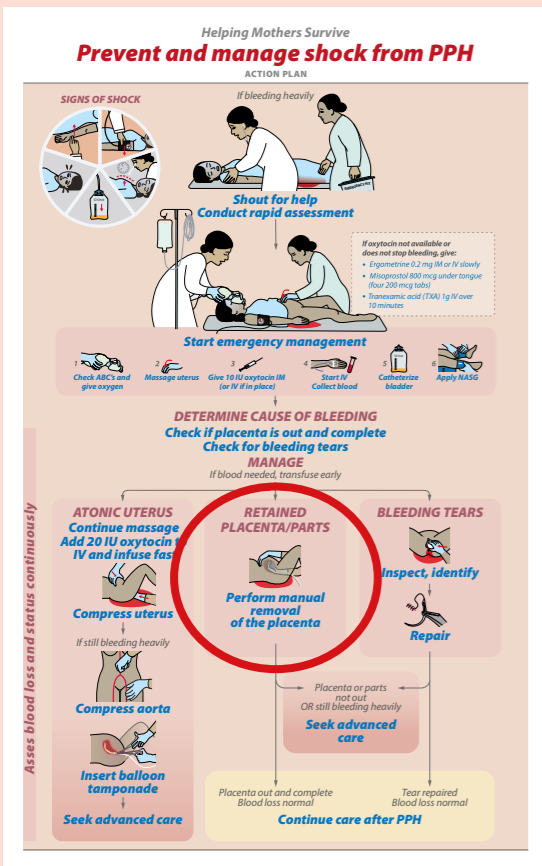 Helping Mothers Survive
Prevent and manage shock from PPH
ACTION PLAN
SIGNS OF SHOCK
If bleeding heavily
Shout for help
Conduct rapid assessment
If oxytocin not available or
does not stop bleeding, give:
• Ergometrine 0.2 mg IM or IV slowly
• Misoprostol 800 mcg under tongue
(four 200 mcg tabs)
• Tranexamic acid (TXA) 1g IV over
10 minutes
Start emergency management
1
Check ABC's and
give oxygen
2
Massage uterus
3
Give 10 IU oxytocin IM
(or IV if in place)
4
Start IV
Collect blood
5
Catheterize
bladder
6
Apply NASG
DETERMINE CAUSE OF BLEEDING
Check if placenta is out and complete
Check for bleeding tears
MANAGE
If blood needed, transfuse early
Asses blood loss and status continuously
ATONIC UTERUS
Continue massage
Add 20 IU oxytocin
IV and infuse fast
Compress uterus
If still bleeding heavily
Compress aorta
Insert balloon
tamponade
Seek advanced care
RETAINED
PLACENTA/PARTS
Perform manual
removal
of the placenta
BLEEDING TEARS
Inspect, identify
Repair
Placenta or parts
not out
OR still bleeding heavily
Seek advanced
care
Placenta out and complete
Blood loss normal
Tear repaired
Blood loss normal
Continue care after PPH